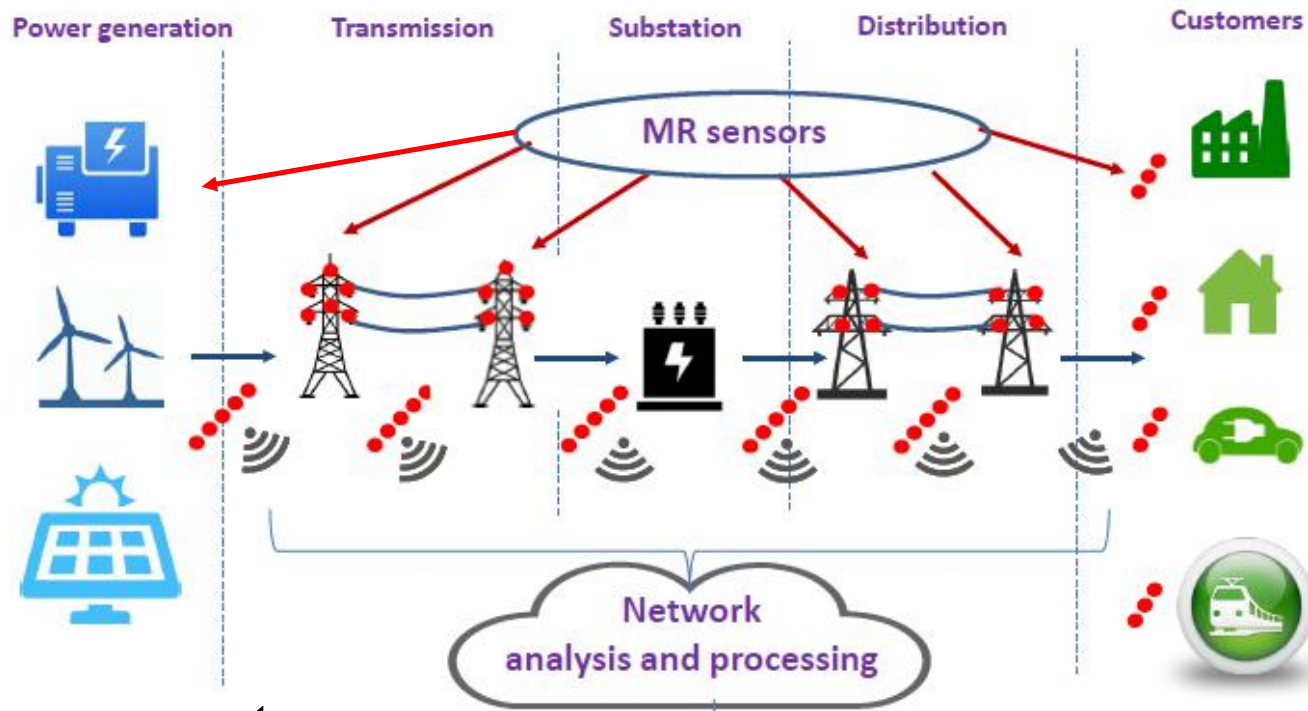 Power generation
Transmission
Substation
Distribution
Customers
MR sensors
Network
analysis and processing